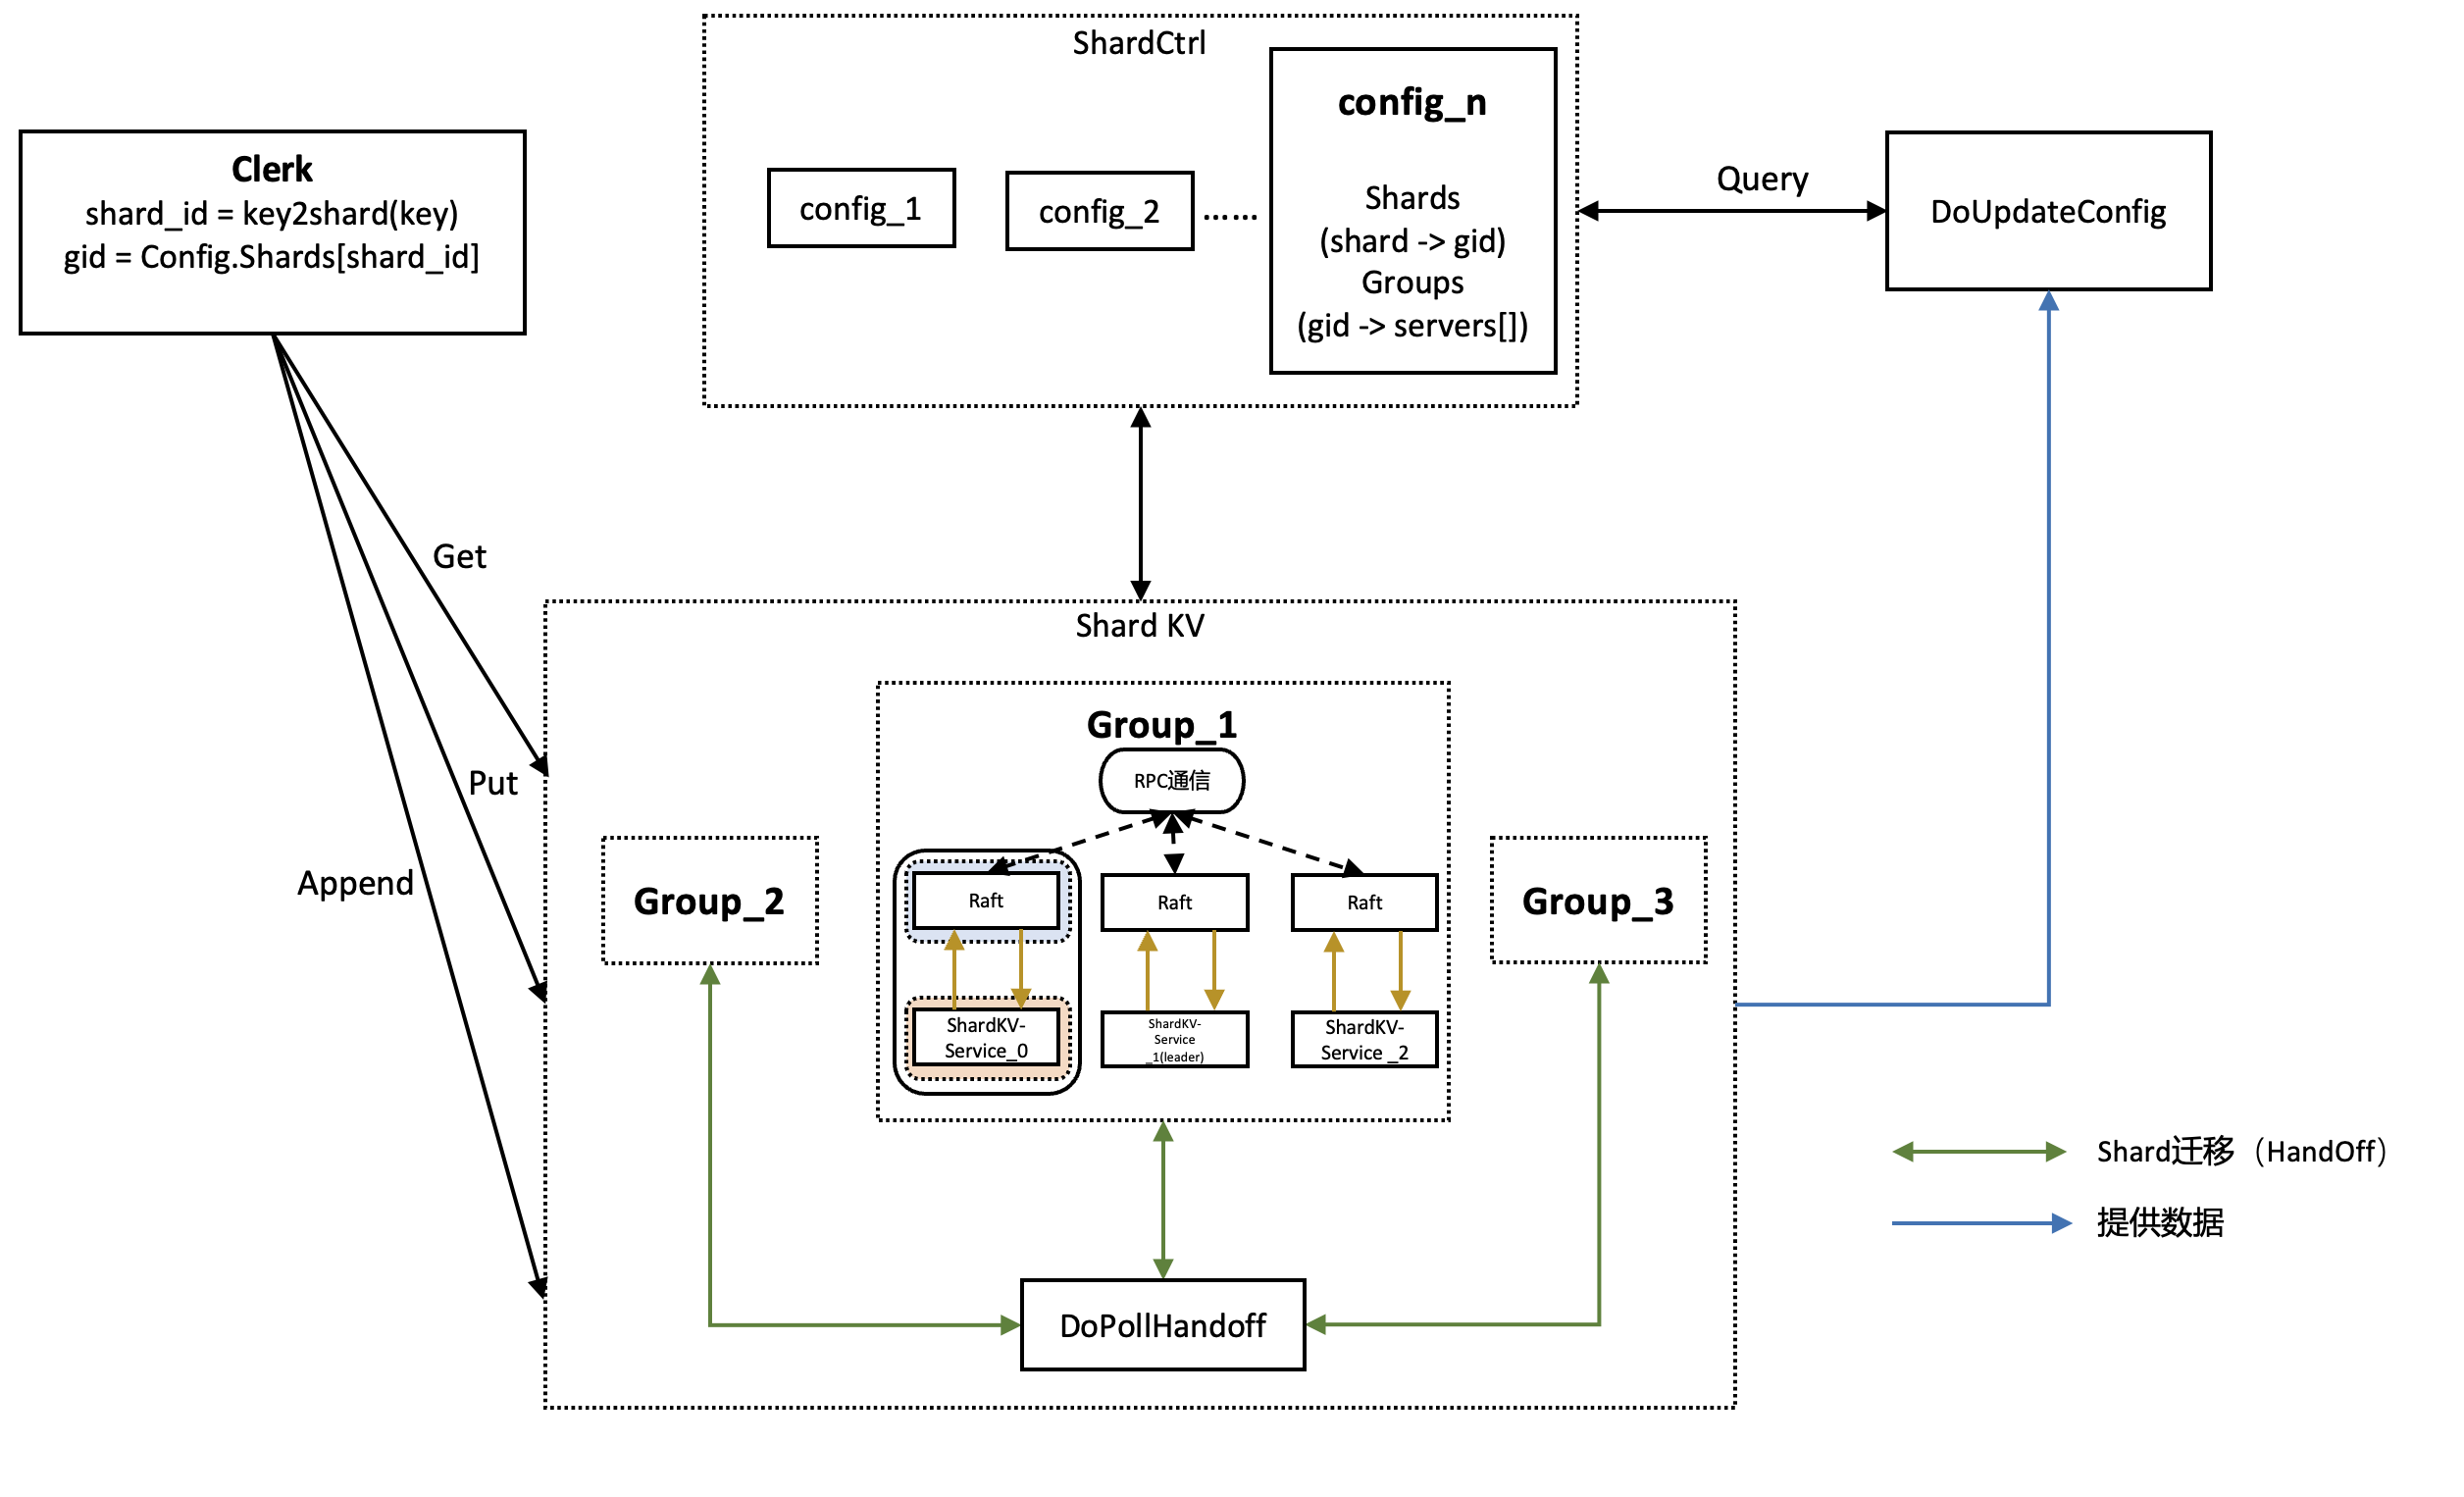 ShardCtrl
Clerk
shard_id = key2shard(key)
gid = Config.Shards[shard_id]
config_1
config_2
......
config_n
Shards
(shard -> gid)
Groups
(gid -> servers[])
Query
DoUpdateConfig
Get
Put
Append
Shard KV
Group_1
RPC通信
Group_2
Raft
Raft
Raft
Group_3
ShardKV-
Service_0
ShardKV-
Service
_1(leader)
ShardKV-
Service _2
Shard迁移（HandOff）
提供数据
DoPollHandoff